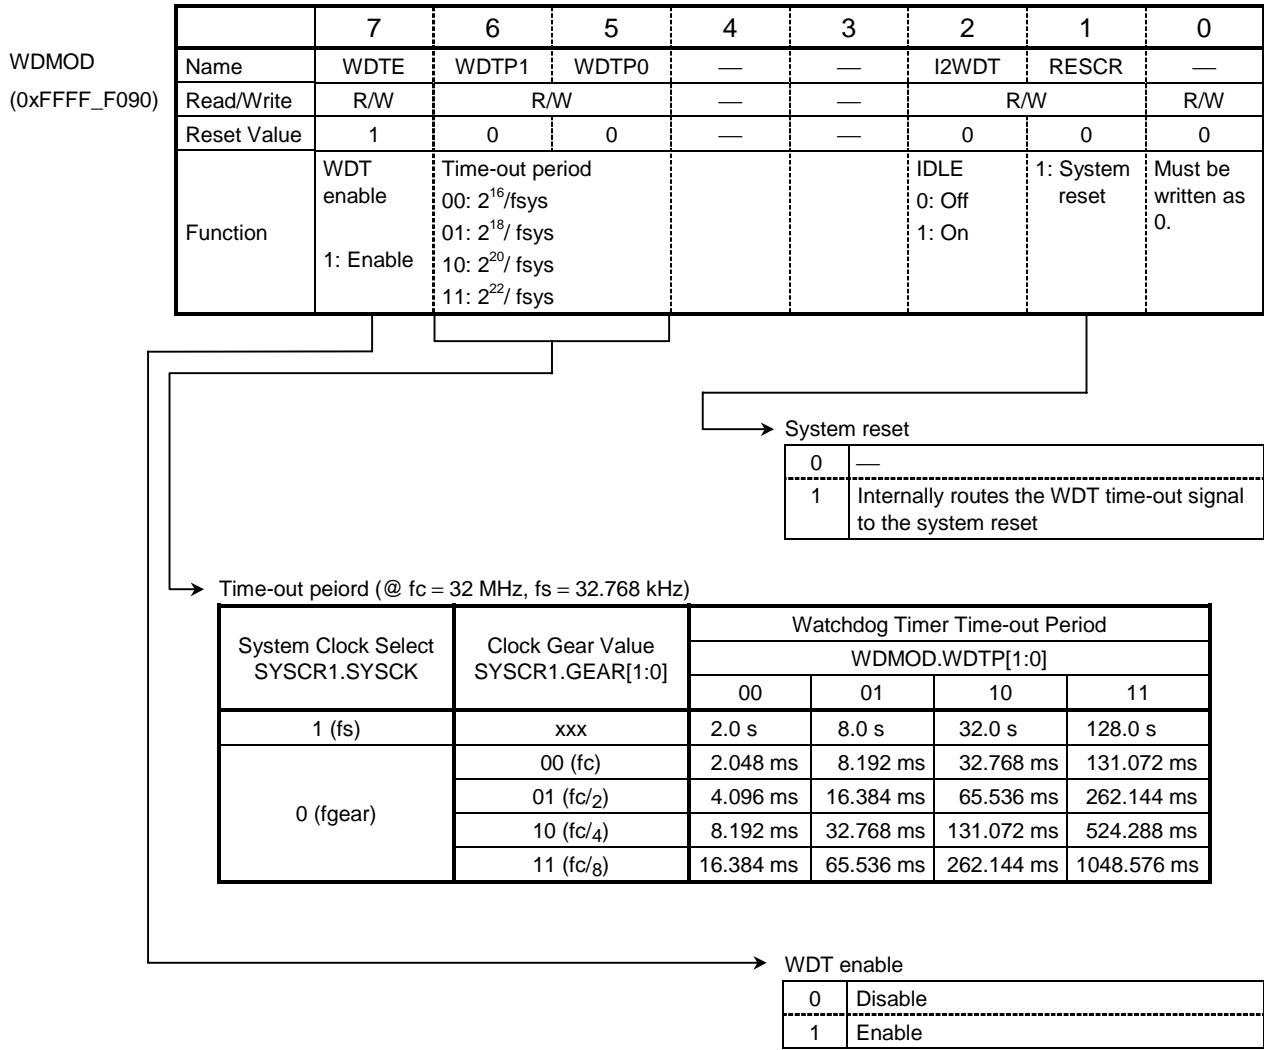 7 6 5 4 3 2 1 0
WDMOD
(0xFFFF_F090)
Name WDTE WDTP1 WDTP0 — — I2WDT RESCR —
Read/Write R/W R/W — — R/W R/W
Reset Value 1 0 0 — — 0 0 0
Function
WDT
enable
1: Enable
Time-out period
00: 2^16/fsys
01: 2^18/ fsys
10: 2^20/ fsys
11: 2^22/ fsys
IDLE
0: Off
1: On
1: System
reset
Must be
written as
0.
System reset
0 —
1 Internally routes the WDT time-out signal
to the system reset
Time-out peiord (@ fc = 32 MHz, fs = 32.768 kHz)
System Clock Select
SYSCR1.SYSCK
Clock Gear Value
SYSCR1.GEAR[1:0]
Watchdog Timer Time-out Period
WDMOD.WDTP[1:0]
00 01 10 11
1 (fs) xxx 2.0 s 8.0 s 32.0 s 128.0 s
0 (fgear)
00 (fc) 2.048 ms 8.192 ms 32.768 ms 131.072 ms
01 (fc/2) 4.096 ms 16.384 ms 65.536 ms 262.144 ms
10 (fc/4) 8.192 ms 32.768 ms 131.072 ms 524.288 ms
11 (fc/8) 16.384 ms 65.536 ms 262.144 ms 1048.576 ms
WDT enable
0 Disable
1 Enable